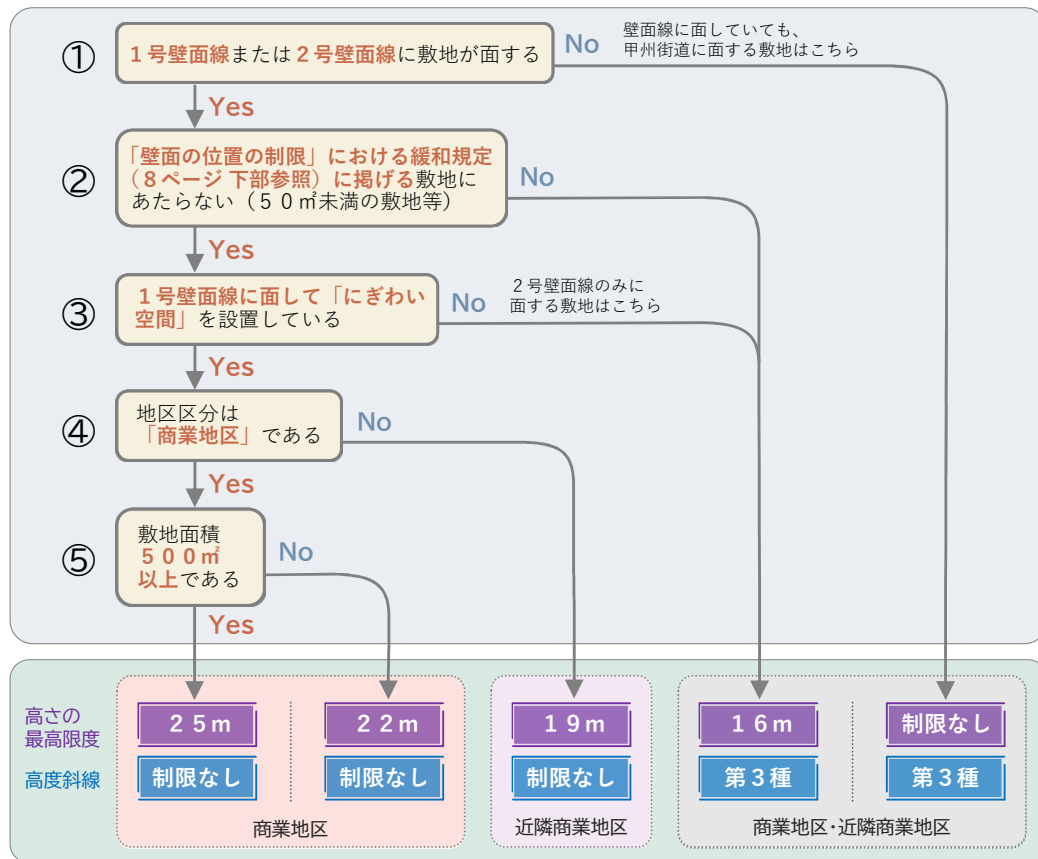 ① １号壁面線または２号壁面線に敷地が面する
No
壁面線に面していても、
甲州街道に面する敷地はこちら
Yes
② 「壁面の位置の制限」における緩和規定
（８ページ 下部参照）に掲げる敷地に
あたらない（５０㎡未満の敷地等）
No
Yes
③ １号壁面線に面して「にぎわい
空間」を設置している
No
２号壁面線のみに
面する敷地はこちら
Yes
④ 地区区分は
「商業地区」である
No
Yes
⑤ 敷地面積
５００㎡
以上である
No
Yes
高さの
最高限度
２５ｍ
２２ｍ
１９ｍ
１６ｍ
制限なし
高度斜線
制限なし
制限なし
制限なし
第３種
第３種
商業地区
近隣商業地区
商業地区・近隣商業地区